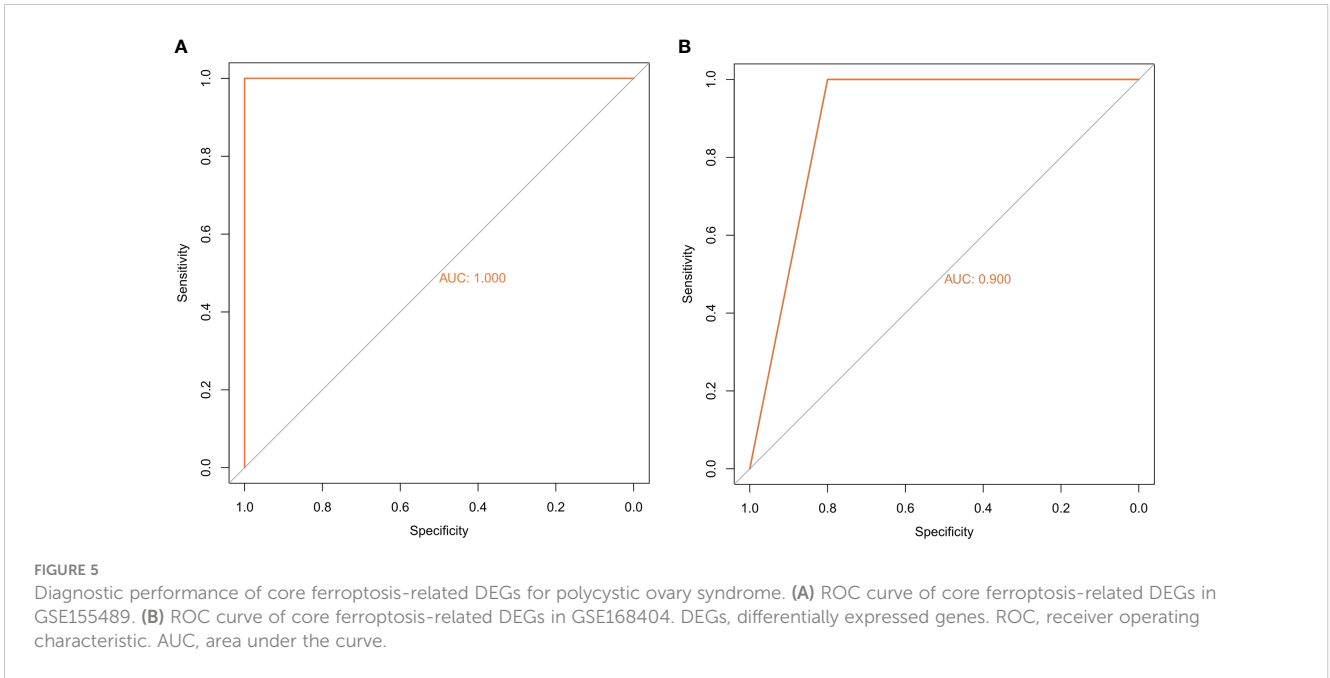 A
1.0
0.8
0.6
0.4
0.2
0.0
Sensitivity
AUC: 1.000
1.0 0.8 0.6 0.4 0.2 0.0
Specificity
B
1.0
0.8
0.6
0.4
0.2
0.0
Sensitivity
AUC: 0.900
1.0 0.8 0.6 0.4 0.2 0.0
Specificity
FIGURE 5
Diagnostic performance of core ferroptosis-related DEGs for polycystic ovary syndrome. (A) ROC curve of core ferroptosis-related DEGs in
GSE155489. (B) ROC curve of core ferroptosis-related DEGs in GSE168404. DEGs, differentially expressed genes. ROC, receiver operating
characteristic. AUC, area under the curve.